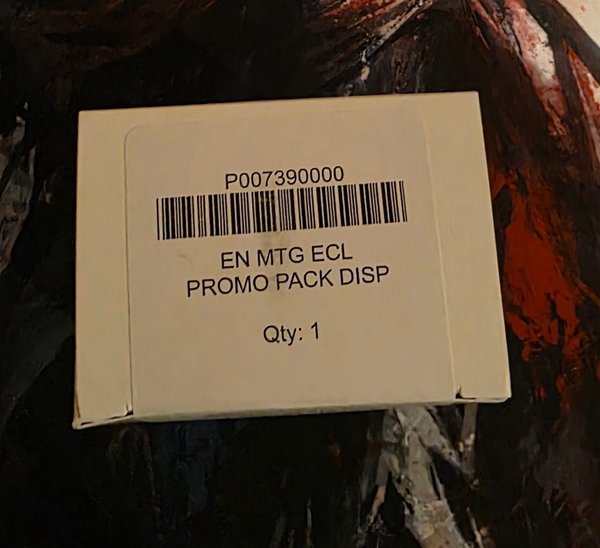 P007390000
EN MTG ECL
PROMO PACK DISP
Qty: 1